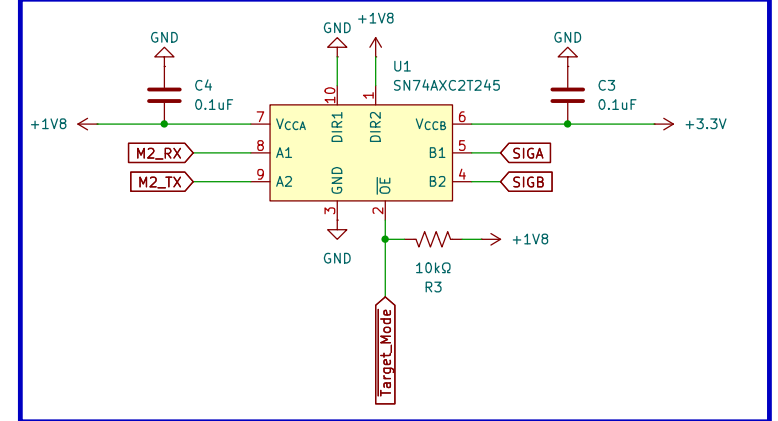 GND
GND
+1V8
GND
C4
0.1uF
U1
SN74AXC2T245
C3
0.1uF
10
1
DIR1
DIR2
+1V8
7
VCCA
VCCB
6
+3.3V
M2_RX
8
A1
B1
5
SIGA
M2_TX
9
A2
GND
OE
B2
4
SIGB
3
2
GND
+1V8
10kΩ
R3
Target_Mode